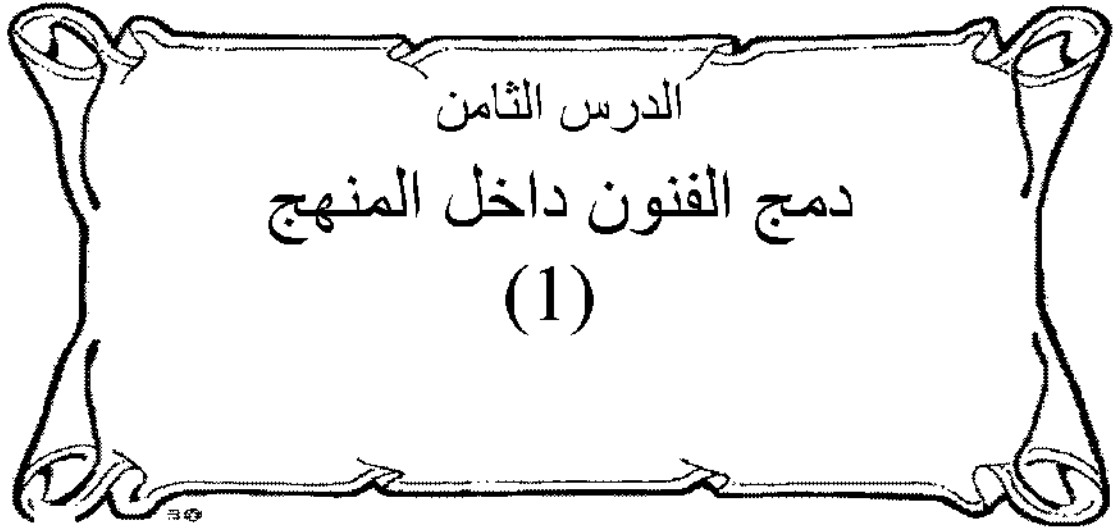 الدرس الثامن
دمج الفنون داخل المنهج
(1)